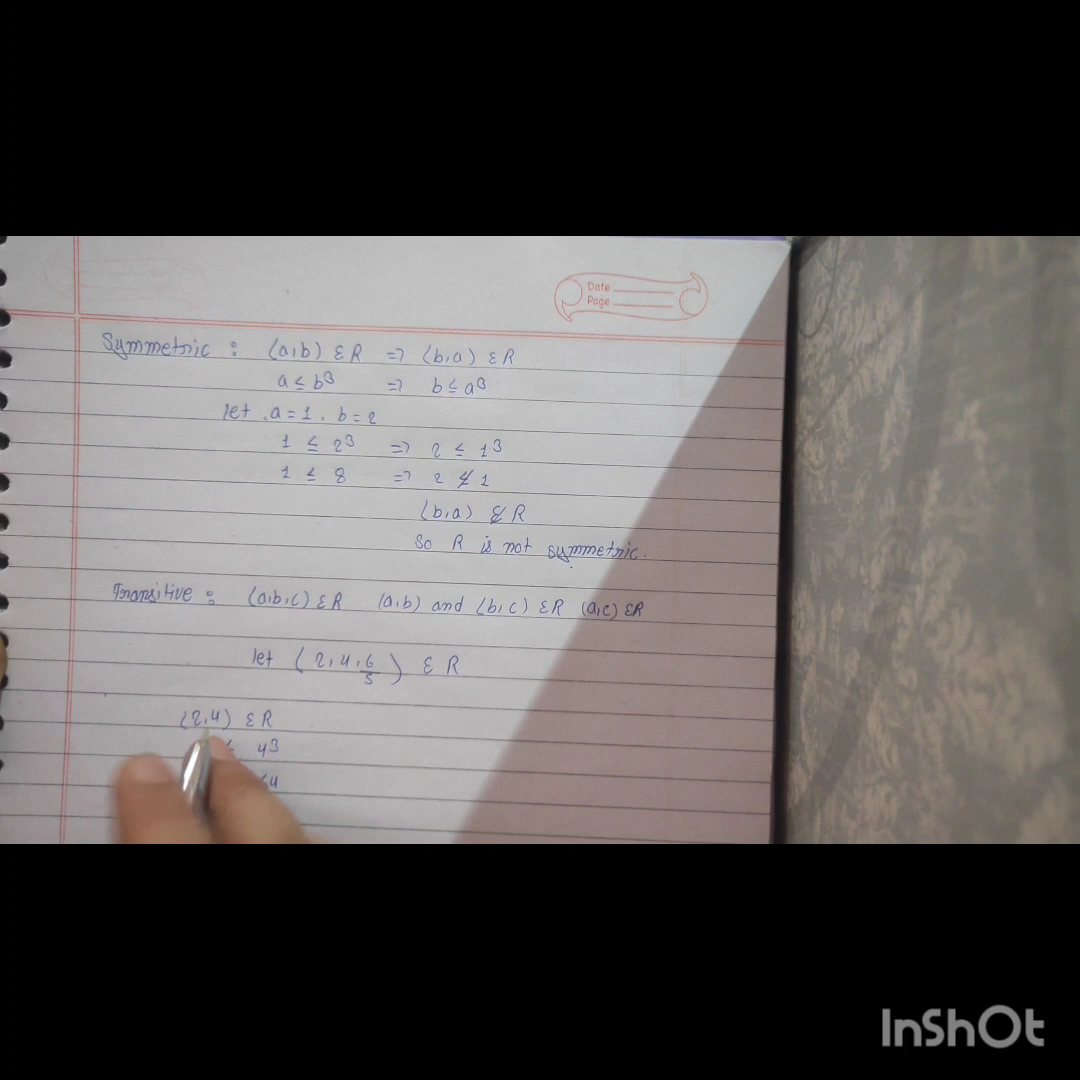 Date
Page
Symmetric : (a,b) ε R => (b,a) ε R
a ≤ b³ => b ≤ a³
let a = 1, b = 2
1 ≤ 2³ => 2 ≤ 1³
1 ≤ 8 => 2 ≰ 1
(b,a) ∉ R
So R is not symmetric.
Transitive : (a,b,c) ε R (a,b) and (b,c) ε R (a,c) ε R
let (2, 4, 6/5) ε R
(2,4) ε R
≤ 4³
InShOt